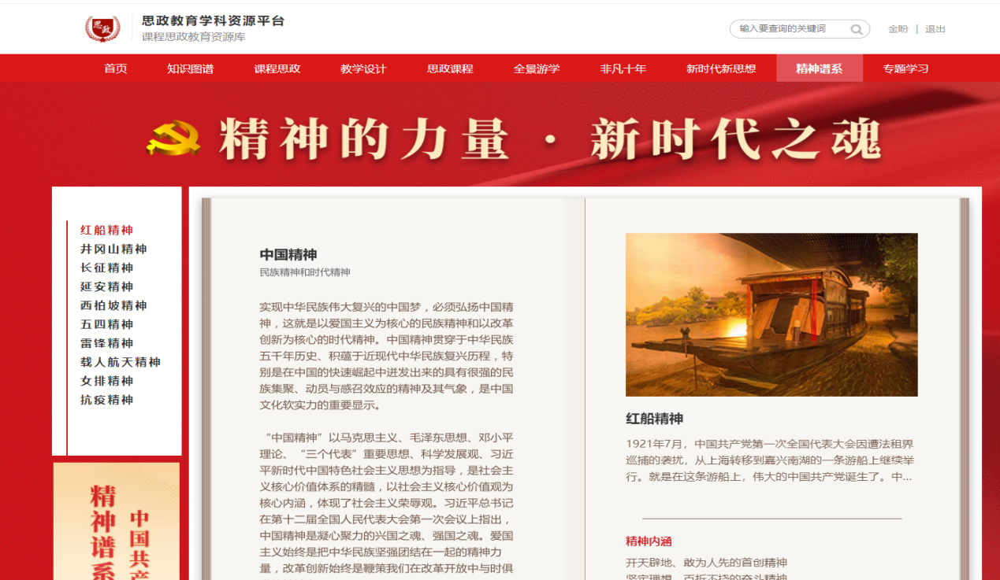 思政
思政教育学科资源平台
课程思政教育资源库
输入要查询的关键词
金盼 | 退出
首页 知识图谱 课程思政 教学设计 思政课程 全景游学 非凡十年 新时代新思想 精神谱系 专题学习
精神的力量·新时代之魂
红船精神
井冈山精神
长征精神
延安精神
西柏坡精神
五四精神
雷锋精神
载人航天精神
女排精神
抗疫精神
精神谱系
中国共产
中国精神
民族精神和时代精神
实现中华民族伟大复兴的中国梦，必须弘扬中国精
神，这就是以爱国主义为核心的民族精神和以改革
创新为核心的时代精神。中国精神贯穿于中华民族
五千年历史、积蕴于近现代中华民族复兴历程，特
别是在中国的快速崛起中迸发出来的具有很强的民
族集聚、动员与感召效应的精神及其气象，是中国
文化软实力的重要显示。
“中国精神”以马克思主义、毛泽东思想、邓小平
理论、“三个代表”重要思想、科学发展观、习近
平新时代中国特色社会主义思想为指导，是社会主
义核心价值体系的精髓，以社会主义核心价值观为
核心内涵，体现了社会主义荣辱观。习近平总书记
在第十二届全国人民代表大会第一次会议上指出，
中国精神是凝心聚力的兴国之魂、强国之魂。爱国
主义始终是把中华民族坚强团结在一起的精神力
量，改革创新始终是鞭策我们在改革开放中与时俱
红船精神
1921年7月，中国共产党第一次全国代表大会因遭法租界
巡捕的袭扰，从上海转移到嘉兴南湖的一条游船上继续举
行。就是在这条游船上，伟大的中国共产党诞生了。中...
精神内涵
开天辟地、敢为人先的首创精神
坚定理想、百折不挠的奋斗精神